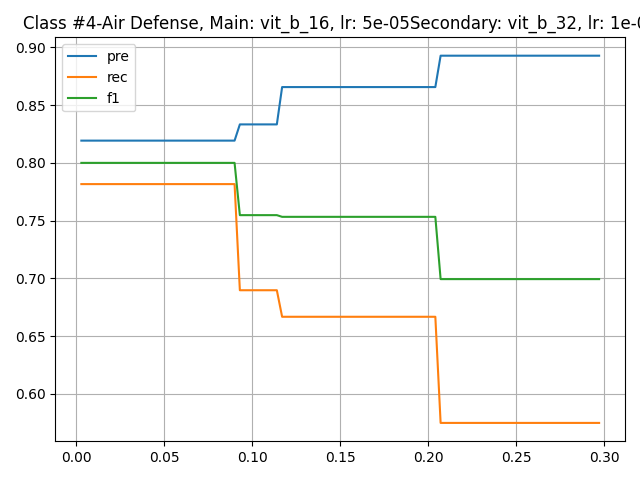 Class #4-Air Defense, Main: vit_b_16, lr: 5e-05Secondary: vit_b_32, lr: 1e-0
0.90
pre
rec
f1
0.85
0.80
0.75
0.70
0.65
0.60
0.00 0.05 0.10 0.15 0.20 0.25 0.30